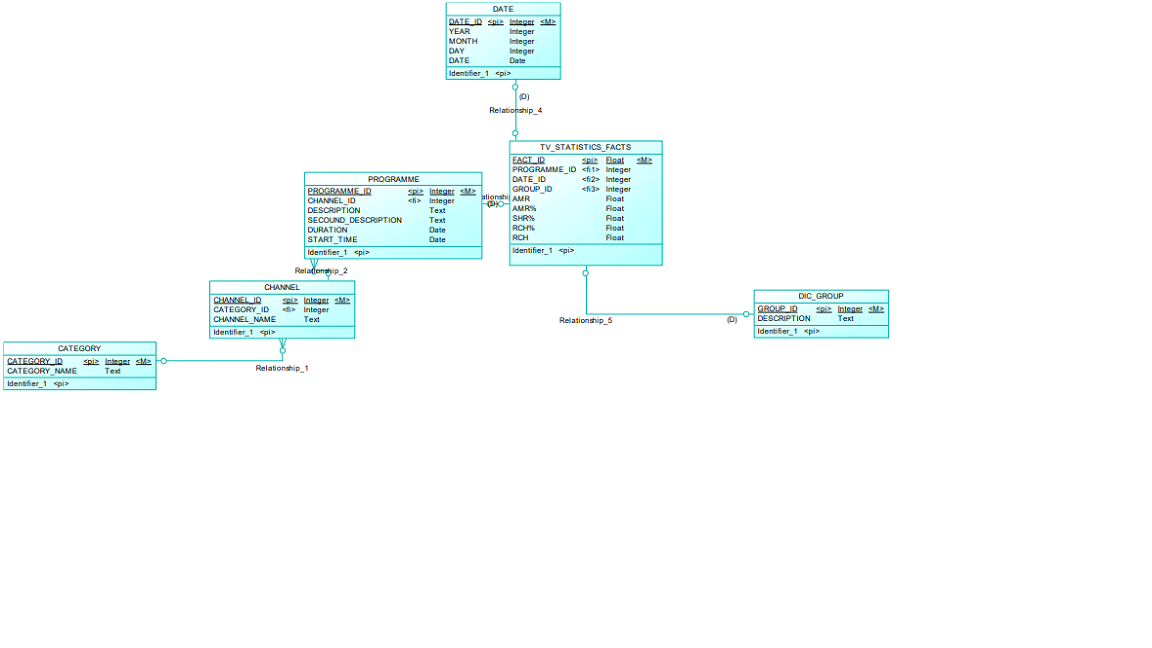 DATE
DATE_ID <pi> Integer <M>
YEAR Integer
MONTH Integer
DAY Integer
DATE Date
Identifier_1 <pi>
(D)
Relationship_4
TV_STATISTICS_FACTS
FACT_ID <pi> Float <M>
PROGRAMME_ID <fi1> Integer
DATE_ID <fi2> Integer
GROUP_ID <fi3> Integer
AMR Float
AMR% Float
SHR% Float
RCH% Float
RCH Float
Identifier_1 <pi>
PROGRAMME
PROGRAMME_ID <pi> Integer <M>
CHANNEL_ID <fi> Integer
DESCRIPTION Text
SECOUND_DESCRIPTION Text
DURATION Date
START_TIME Date
Identifier_1 <pi>
(D)
Relationship_2
CHANNEL
CHANNEL_ID <pi> Integer <M>
CATEGORY_ID <fi> Integer
CHANNEL_NAME Text
Identifier_1 <pi>
DIC_GROUP
GROUP_ID <pi> Integer <M>
DESCRIPTION Text
Identifier_1 <pi>
Relationship_5 (D)
CATEGORY
CATEGORY_ID <pi> Integer <M>
CATEGORY_NAME Text
Identifier_1 <pi>
Relationship_1